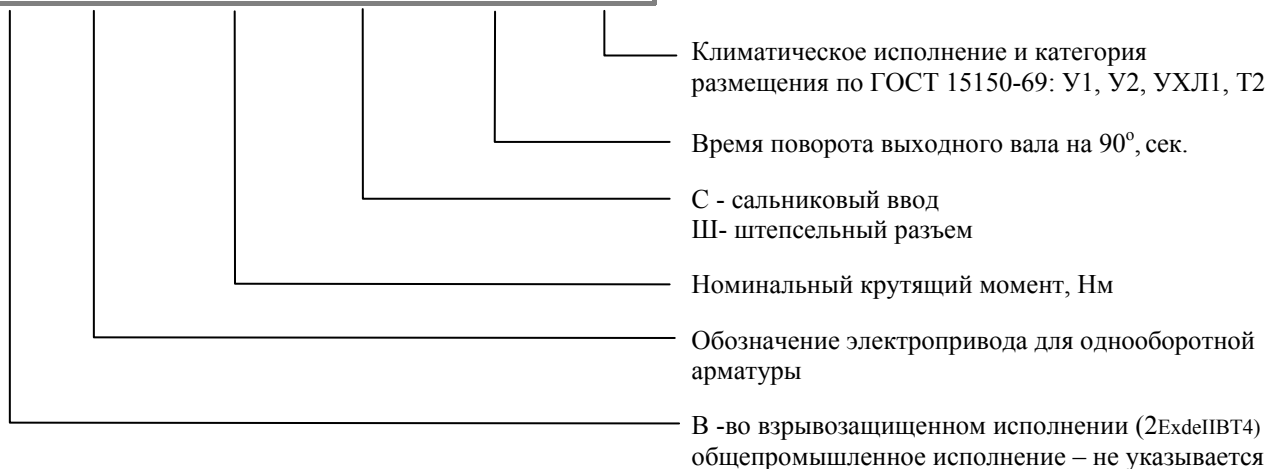 Климатическое исполнение и категория
размещения по ГОСТ 15150-69: У1, У2, УХЛ1, Т2
Время поворота выходного вала на 90°, сек.
С - сальниковый ввод
Ш- штепсельный разъем
Номинальный крутящий момент, Нм
Обозначение электропривода для однооборотной
арматуры
В -во взрывозащищенном исполнении (2ExdeIIBT4)
общепромышленное исполнение – не указывается